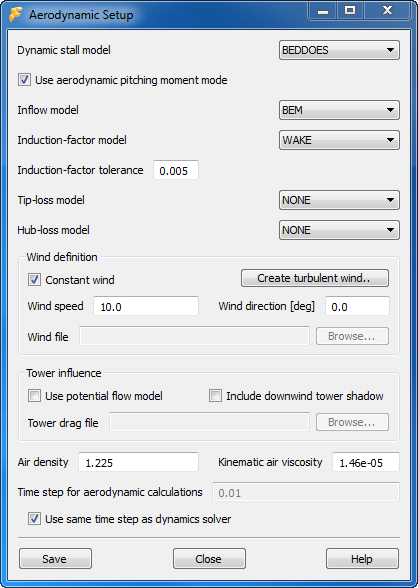 Aerodynamic Setup
Dynamic stall model BEDDOES
Use aerodynamic pitching moment mode
Inflow model BEM
Induction-factor model WAKE
Induction-factor tolerance 0.005
Tip-loss model NONE
Hub-loss model NONE
Wind definition
Constant wind Create turbulent wind..
Wind speed 10.0 Wind direction [deg] 0.0
Wind file Browse...
Tower influence
Use potential flow model Include downwind tower shadow
Tower drag file Browse...
Air density 1.225 Kinematic air viscosity 1.46e-05
Time step for aerodynamic calculations 0.01
Use same time step as dynamics solver
Save Close Help